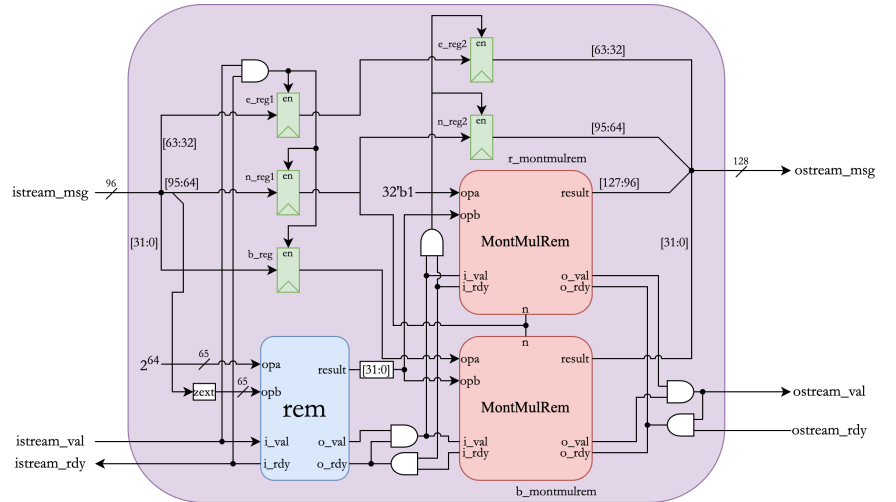 en
e_reg2
[63:32]
en
e_reg1
en
n_reg2
[95:64]
[63:32]
r_montmulrem
128
ostream_msg
96
[95:64]
n_reg1
en
istream_msg
32'b1
opa
result
[127:96]
opb
[31:0]
MontMulRem
[31:0]
b_reg
en
i_val
o_val
i_rdy
o_rdy
n
n
2^64
65
opa
result
[31:0]
opa
result
zext
65
opb
opb
ostream_val
rem
MontMulRem
ostream_rdy
istream_val
i_val
o_val
i_val
o_val
istream_rdy
i_rdy
o_rdy
i_rdy
o_rdy
b_montmulrem